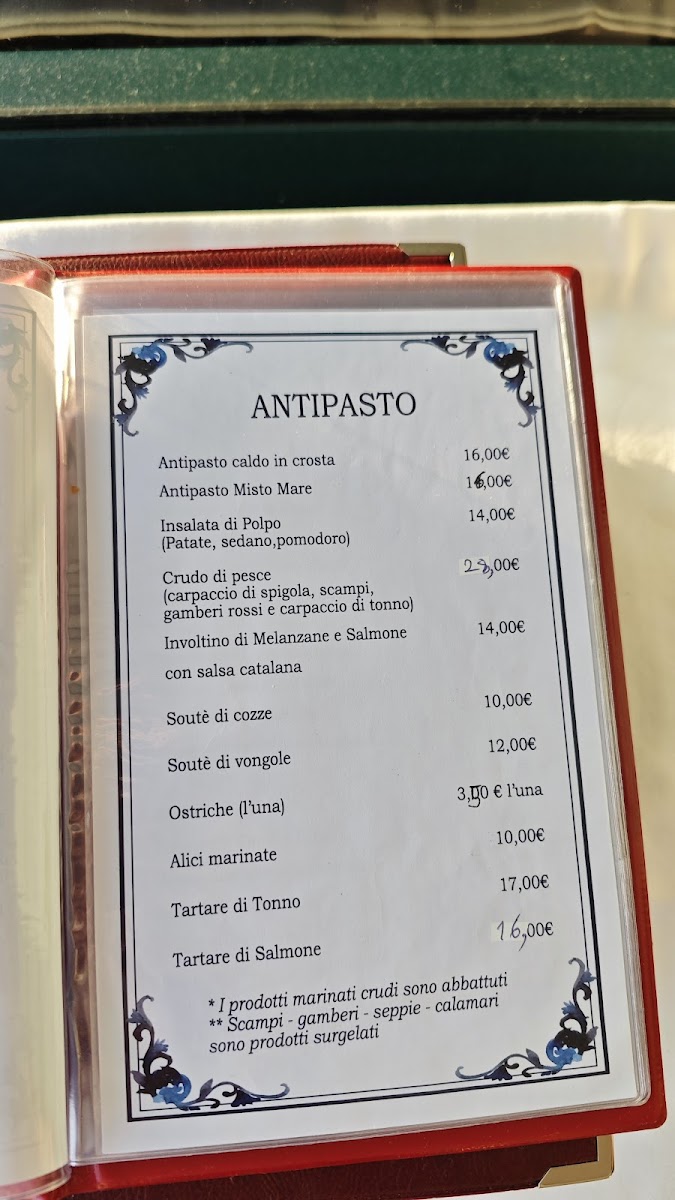 ANTIPASTO
Antipasto caldo in crosta 16,00€
Antipasto Misto Mare 16,00€
Insalata di Polpo 14,00€
(Patate, sedano,pomodoro)
Crudo di pesce 28,00€
(carpaccio di spigola, scampi,
gamberi rossi e carpaccio di tonno)
Involtino di Melanzane e Salmone 14,00€
con salsa catalana
Soutè di cozze 10,00€
Soutè di vongole 12,00€
Ostriche (l'una) 3,50 € l'una
Alici marinate 10,00€
Tartare di Tonno 17,00€
Tartare di Salmone 16,00€
* I prodotti marinati crudi sono abbattuti
** Scampi - gamberi - seppie - calamari
sono prodotti surgelati